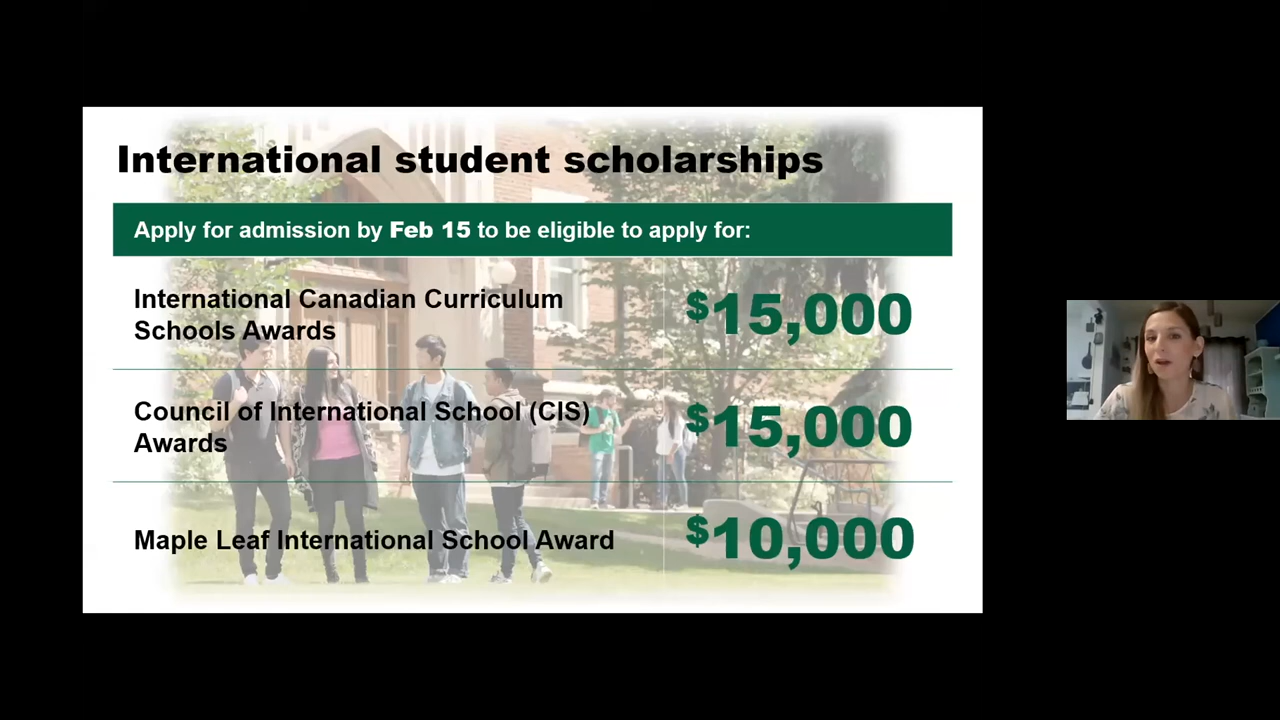 International student scholarships
Apply for admission by Feb 15 to be eligible to apply for:
International Canadian Curriculum
Schools Awards
$15,000
Council of International School (CIS)
Awards
$15,000
Maple Leaf International School Award
$10,000